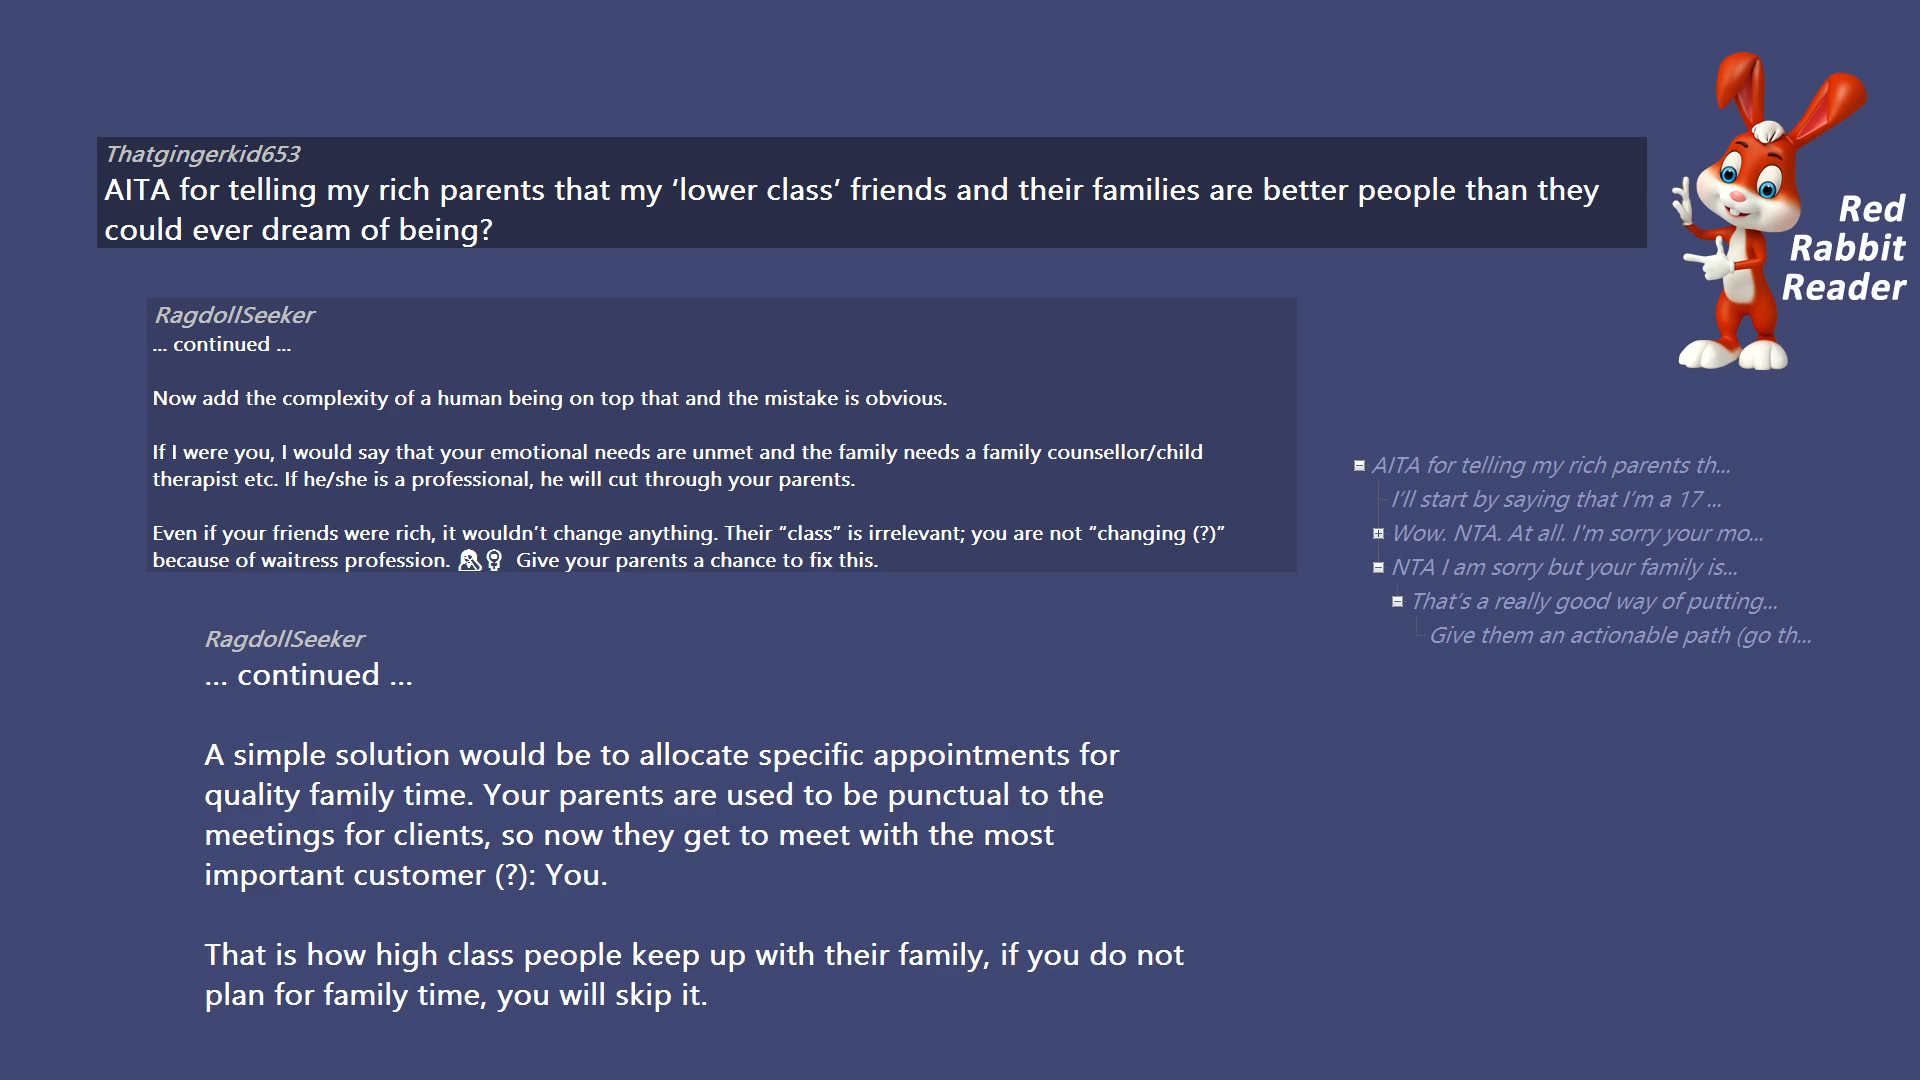 Thatgingerkid653
AITA for telling my rich parents that my ‘lower class’ friends and their families are better people than they
could ever dream of being?
Red
Rabbit
Reader
RagdollSeeker
... continued ...
Now add the complexity of a human being on top that and the mistake is obvious.
If I were you, I would say that your emotional needs are unmet and the family needs a family counsellor/child
therapist etc. If he/she is a professional, he will cut through your parents.
Even if your friends were rich, it wouldn’t change anything. Their “class” is irrelevant; you are not “changing (?)”
because of waitress profession. Give your parents a chance to fix this.
AITA for telling my rich parents th...
I’ll start by saying that I’m a 17 ...
Wow. NTA. At all. I'm sorry your mo...
NTA I am sorry but your family is...
That’s a really good way of putting...
Give them an actionable path (go th...
RagdollSeeker
... continued ...
A simple solution would be to allocate specific appointments for
quality family time. Your parents are used to be punctual to the
meetings for clients, so now they get to meet with the most
important customer (?): You.
That is how high class people keep up with their family, if you do not
plan for family time, you will skip it.